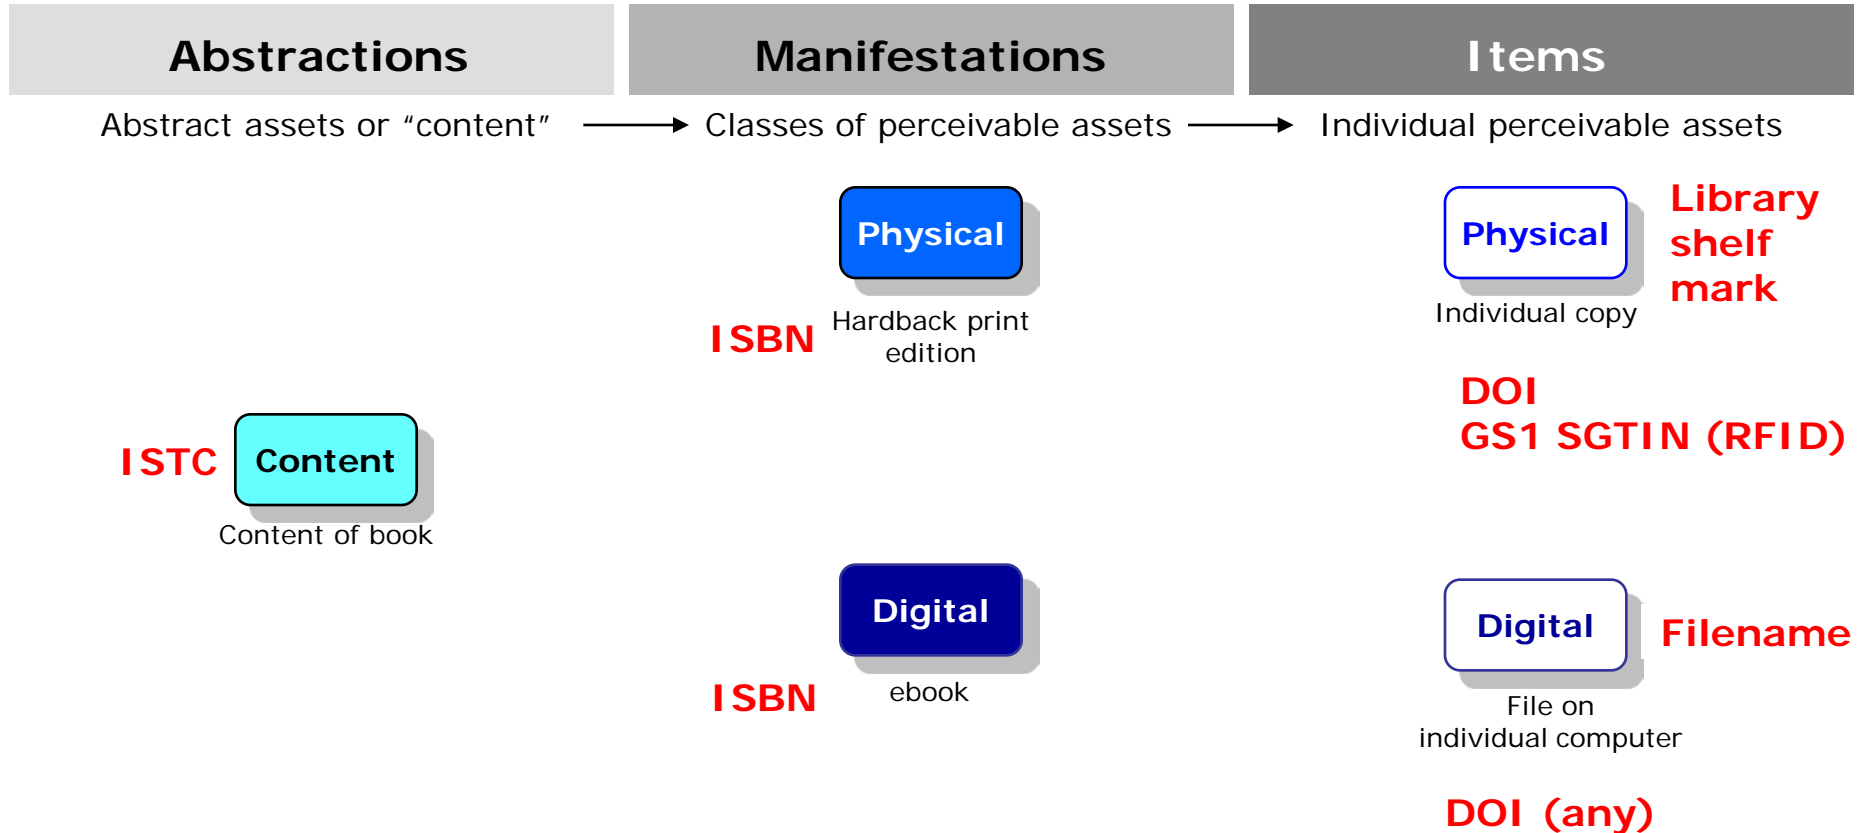 Abstractions
Manifestations
Items
Abstract assets or “content”
Classes of perceivable assets
Individual perceivable assets
Physical
Hardback print
edition
ISBN
Physical
Individual copy
Library
shelf
mark
DOI
GS1 SGTIN (RFID)
ISTC
Content
Content of book
Digital
ebook
ISBN
Digital
Filename
File on
individual computer
DOI (any)